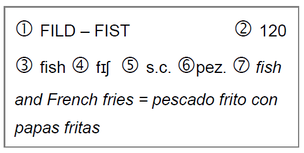 ① FILD – FIST ② 120
③ fish ④ fɪʃ ⑤ s.c. ⑥pez. ⑦ fish
and French fries = pescado frito con
papas fritas